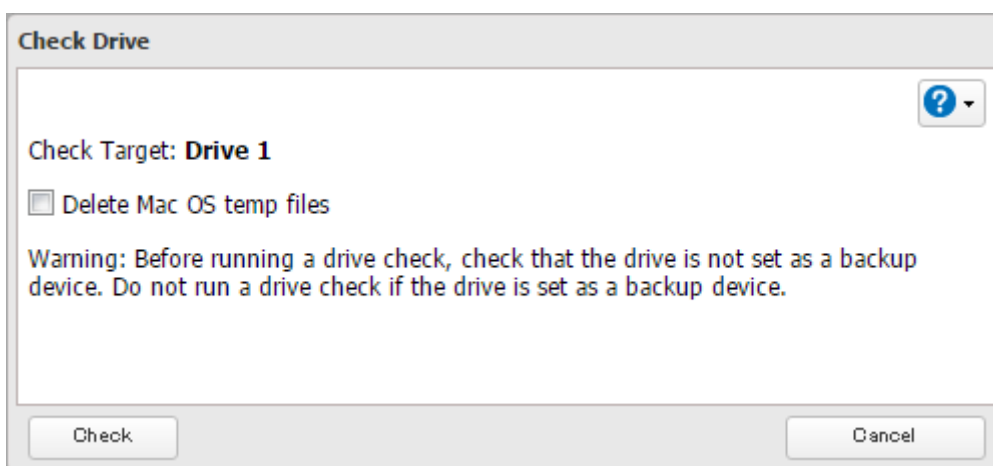 Check Drive
?
Check Target: Drive 1
Delete Mac OS temp files
Warning: Before running a drive check, check that the drive is not set as a backup
device. Do not run a drive check if the drive is set as a backup device.
Check
Cancel